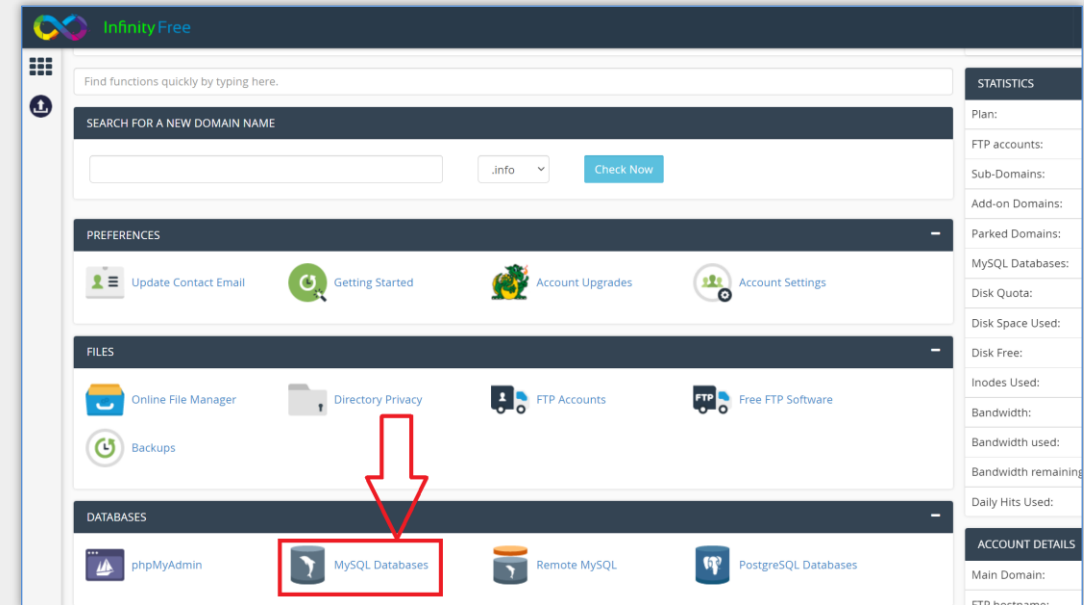 InfinityFree
Find functions quickly by typing here.
SEARCH FOR A NEW DOMAIN NAME
.info
Check Now
PREFERENCES
Update Contact Email
Getting Started
Account Upgrades
Account Settings
FILES
Online File Manager
Directory Privacy
FTP Accounts
FTP
Free FTP Software
Backups
DATABASES
phpMyAdmin
MySQL Databases
Remote MySQL
PostgreSQL Databases
STATISTICS
Plan:
FTP accounts:
Sub-Domains:
Add-on Domains:
Parked Domains:
MySQL Databases:
Disk Quota:
Disk Space Used:
Disk Free:
Inodes Used:
Bandwidth:
Bandwidth used:
Bandwidth remaining
Daily Hits Used:
ACCOUNT DETAILS
Main Domain:
FTP hostname: